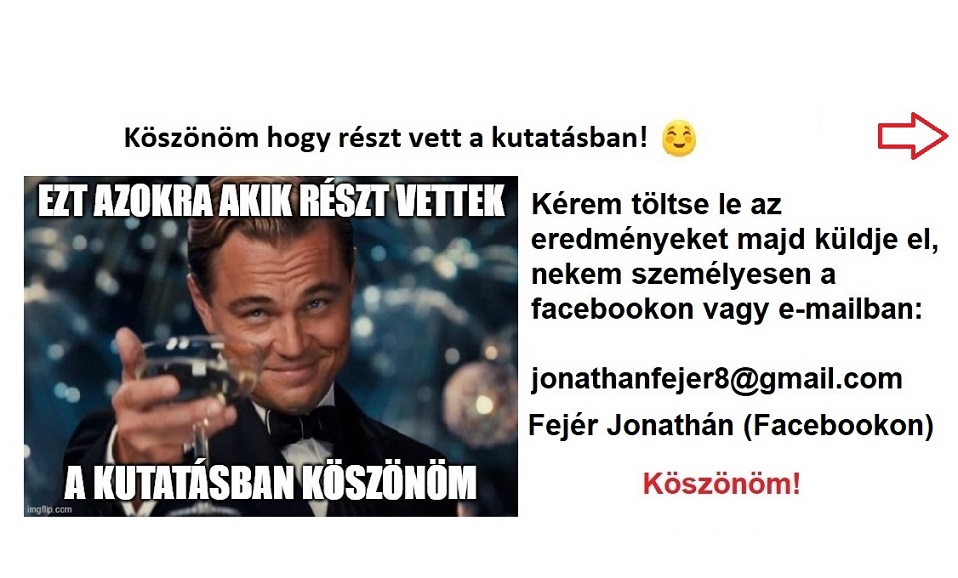 Köszönöm hogy részt vett a kutatásban!
EZT AZOKRA AKIK RÉSZT VETTEK
A KUTATÁSBAN KÖSZÖNÖM
imgflip.com
Kérem töltse le az
eredményeket majd küldje el,
nekem személyesen a
facebookon vagy e-mailban:
jonathanfejer8@gmail.com
Fejér Jonathán (Facebookon)
Köszönöm!